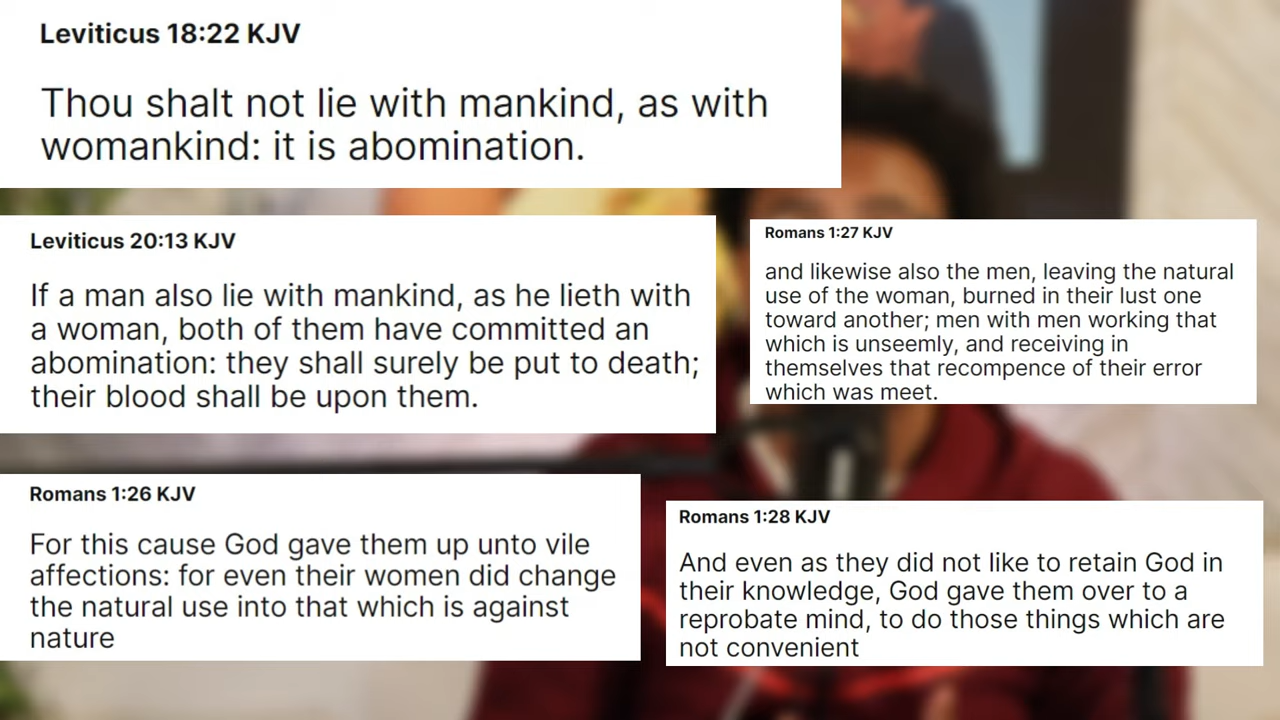 Leviticus 18:22 KJV
Thou shalt not lie with mankind, as with
womankind: it is abomination.
Leviticus 20:13 KJV
If a man also lie with mankind, as he lieth with
a woman, both of them have committed an
abomination: they shall surely be put to death;
their blood shall be upon them.
Romans 1:27 KJV
and likewise also the men, leaving the natural
use of the woman, burned in their lust one
toward another; men with men working that
which is unseemly, and receiving in
themselves that recompence of their error
which was meet.
Romans 1:26 KJV
For this cause God gave them up unto vile
affections: for even their women did change
the natural use into that which is against
nature
Romans 1:28 KJV
And even as they did not like to retain God in
their knowledge, God gave them over to a
reprobate mind, to do those things which are
not convenient